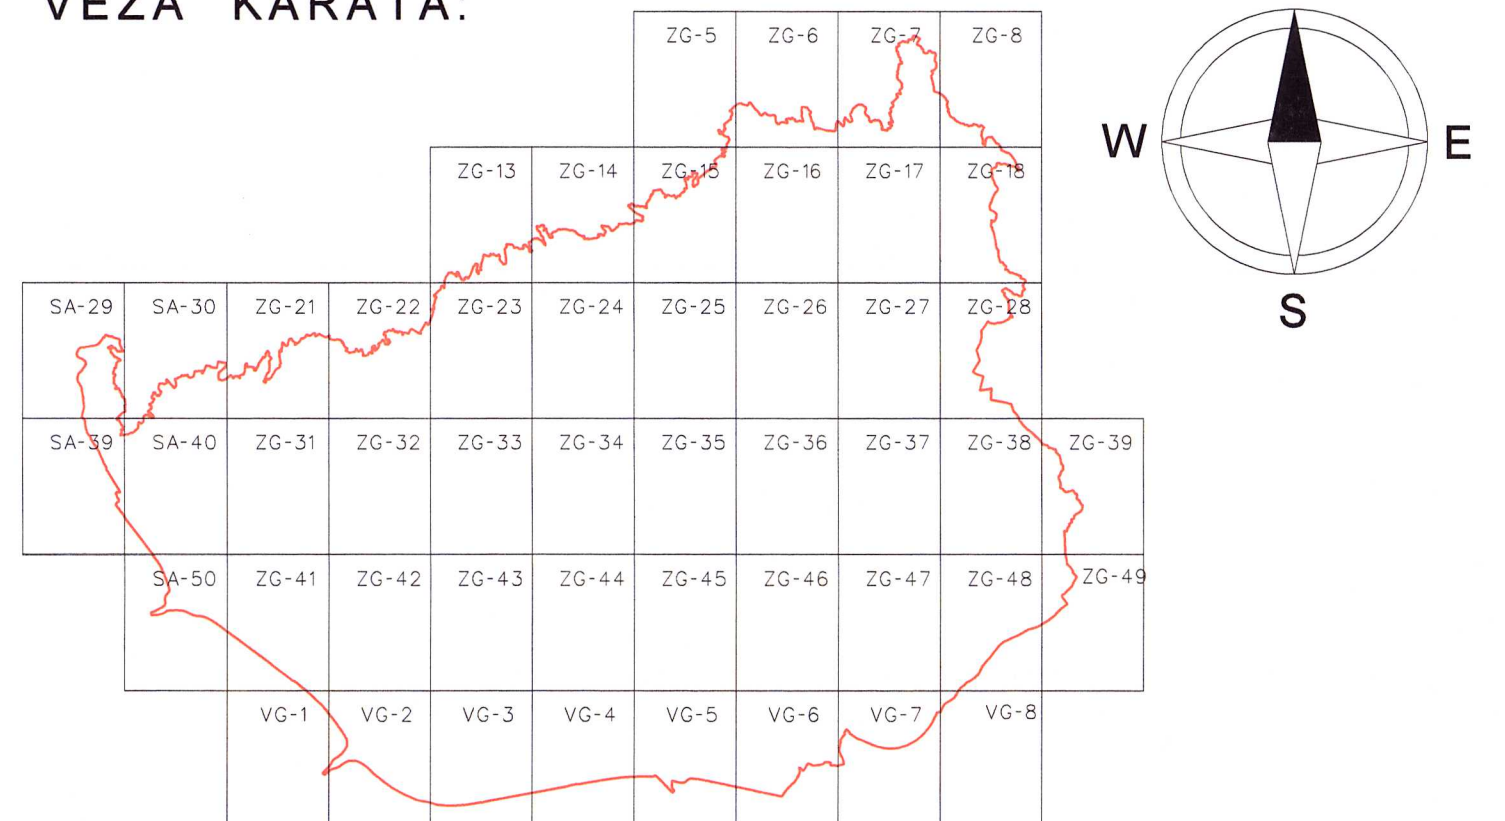 VEZA KARATA:
ZG-5 ZG-6 ZG-7 ZG-8
W E
S
ZG-13 ZG-14 ZG-15 ZG-16 ZG-17 ZG-18
SA-29 SA-30 ZG-21 ZG-22 ZG-23 ZG-24 ZG-25 ZG-26 ZG-27 ZG-28
SA-39 SA-40 ZG-31 ZG-32 ZG-33 ZG-34 ZG-35 ZG-36 ZG-37 ZG-38 ZG-39
SA-50 ZG-41 ZG-42 ZG-43 ZG-44 ZG-45 ZG-46 ZG-47 ZG-48 ZG-49
VG-1 VG-2 VG-3 VG-4 VG-5 VG-6 VG-7 VG-8